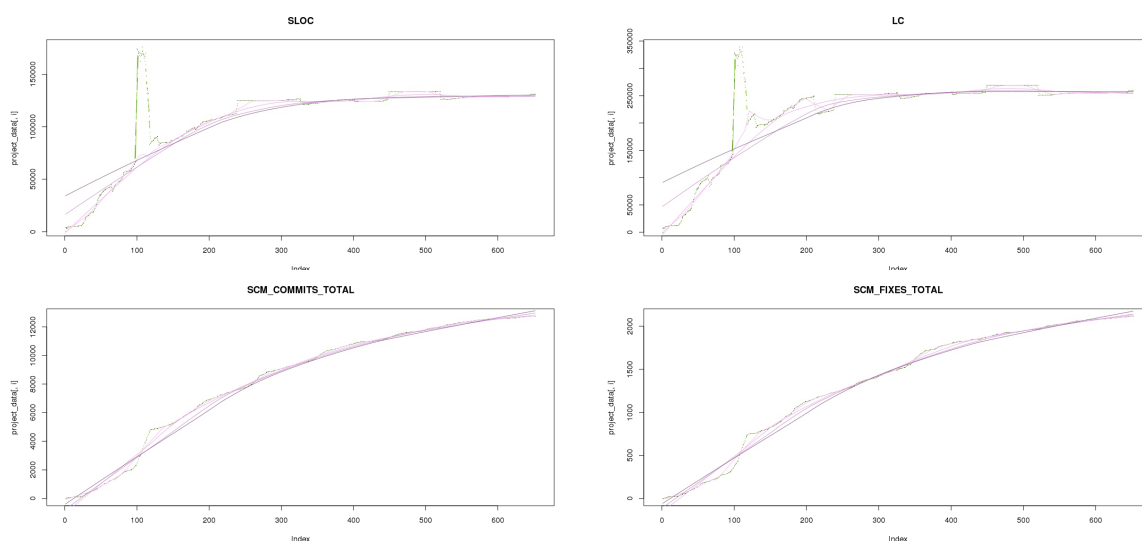 SLOC
project_data[, i]
150000
100000
50000
0
0 100 200 300 400 500 600
Index
LC
project_data[, i]
350000
250000
150000
50000
0
0 100 200 300 400 500 600
Index
SCM_COMMITS_TOTAL
project_data[, i]
12000
10000
8000
6000
4000
2000
0
0 100 200 300 400 500 600
Index
SCM_FIXES_TOTAL
project_data[, i]
2000
1500
1000
500
0
0 100 200 300 400 500 600
Index